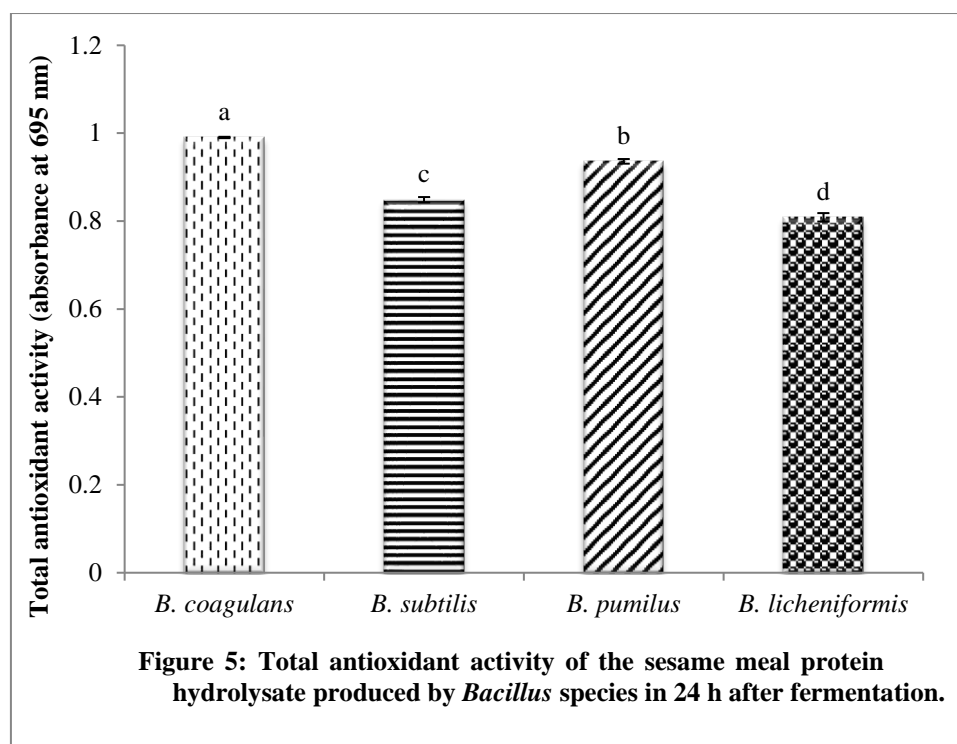 Total antioxidant activity (absorbance at 695 nm)
1.2
1
0.8
0.6
0.4
0.2
0
a
c
b
d
B. coagulans
B. subtilis
B. pumilus
B. licheniformis
Figure 5: Total antioxidant activity of the sesame meal protein
hydrolysate produced by Bacillus species in 24 h after fermentation.